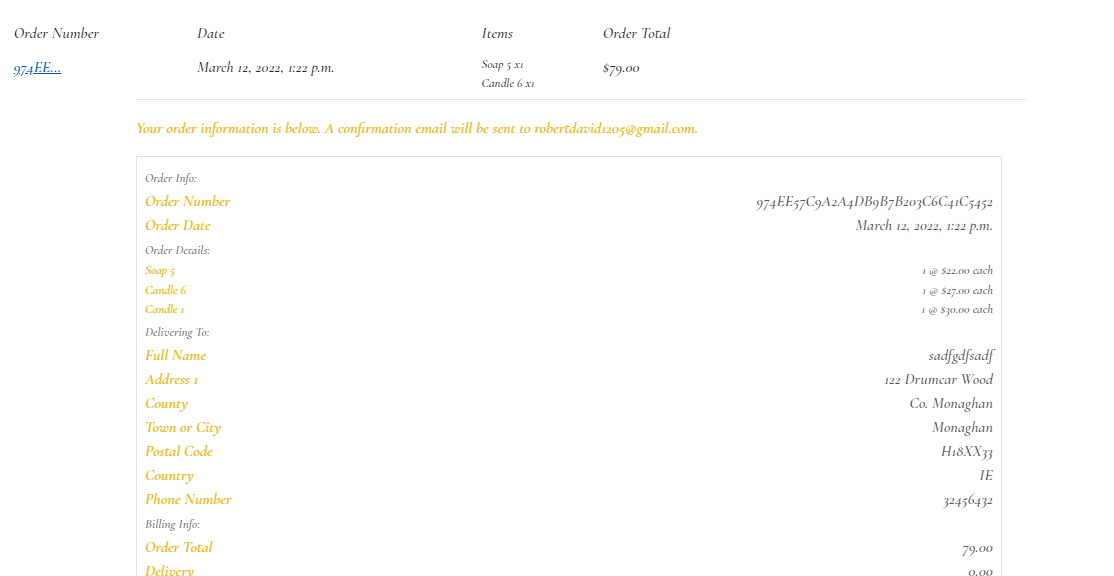 Order Number Date Items Order Total
974EE... March 12, 2022, 1:22 p.m. Soap 5 x1 $79.00
Candle 6 x1
Your order information is below. A confirmation email will be sent to robertdavid1205@gmail.com.
Order Info:
Order Number 974EE57C9A2A4DB9B7B203C6C41C5452
Order Date March 12, 2022, 1:22 p.m.
Order Details:
Soap 5 1 @ $22.00 each
Candle 6 1 @ $27.00 each
Candle 1 1 @ $30.00 each
Delivering To:
Full Name sadfgdfsadf
Address 1 122 Drumcar Wood
County Co. Monaghan
Town or City Monaghan
Postal Code H18XX33
Country IE
Phone Number 32456432
Billing Info:
Order Total 79.00
Delivery 0.00